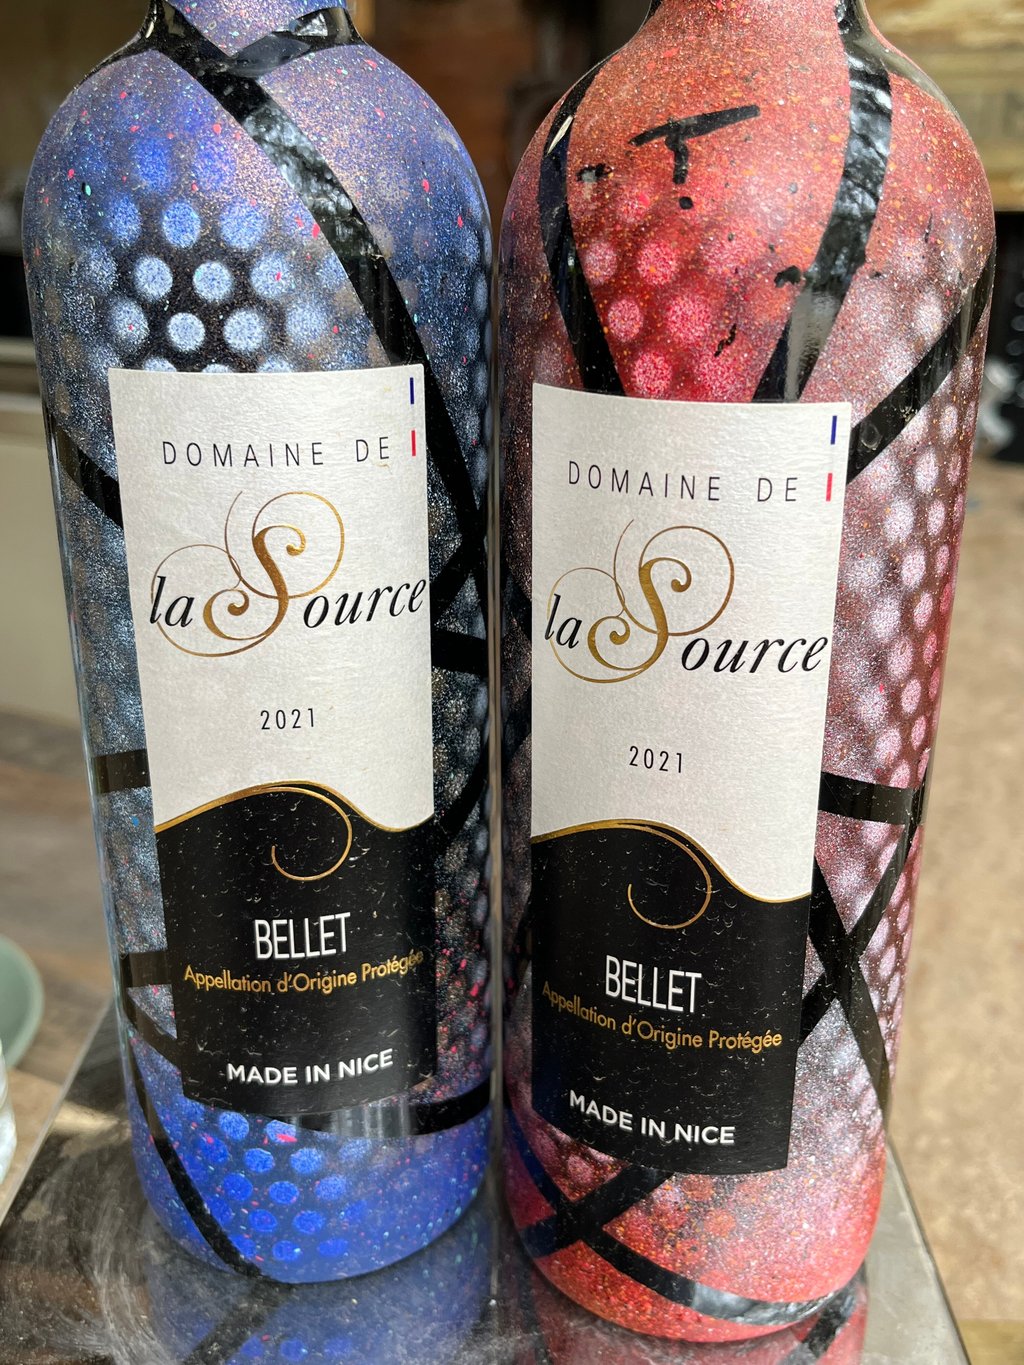 DOMAINE DE
la Source
2021
BELLET
Appellation d'Origine Protégée
MADE IN NICE
DOMAINE DE
la Source
2021
BELLET
Appellation d'Origine Protégée
MADE IN NICE